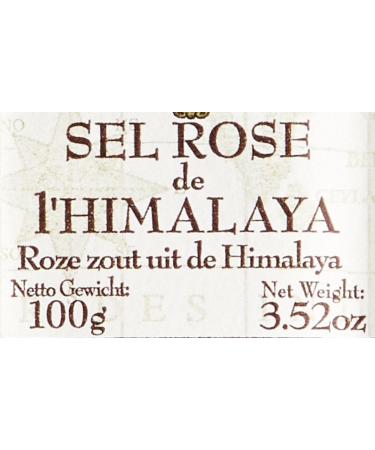 SEL ROSE
de
l'HIMALAYA
Roze zout uit de Himalaya
Netto Gewicht: Net Weight:
100g 3.52oz